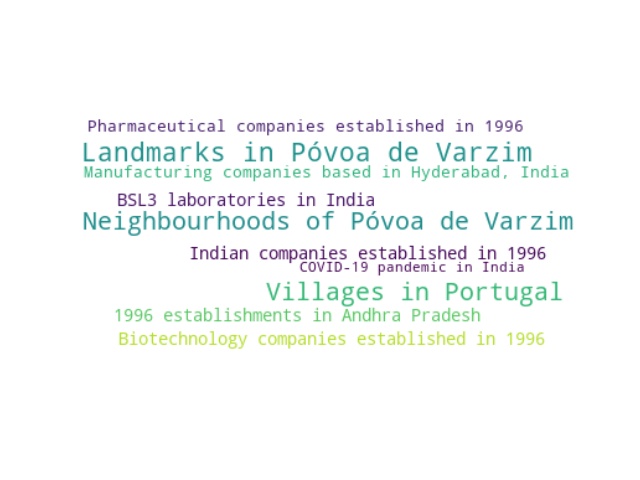 Pharmaceutical companies established in 1996
Landmarks in Póvoa de Varzim
Manufacturing companies based in Hyderabad, India
BSL3 laboratories in India
Neighbourhoods of Póvoa de Varzim
Indian companies established in 1996
COVID-19 pandemic in India
Villages in Portugal
1996 establishments in Andhra Pradesh
Biotechnology companies established in 1996